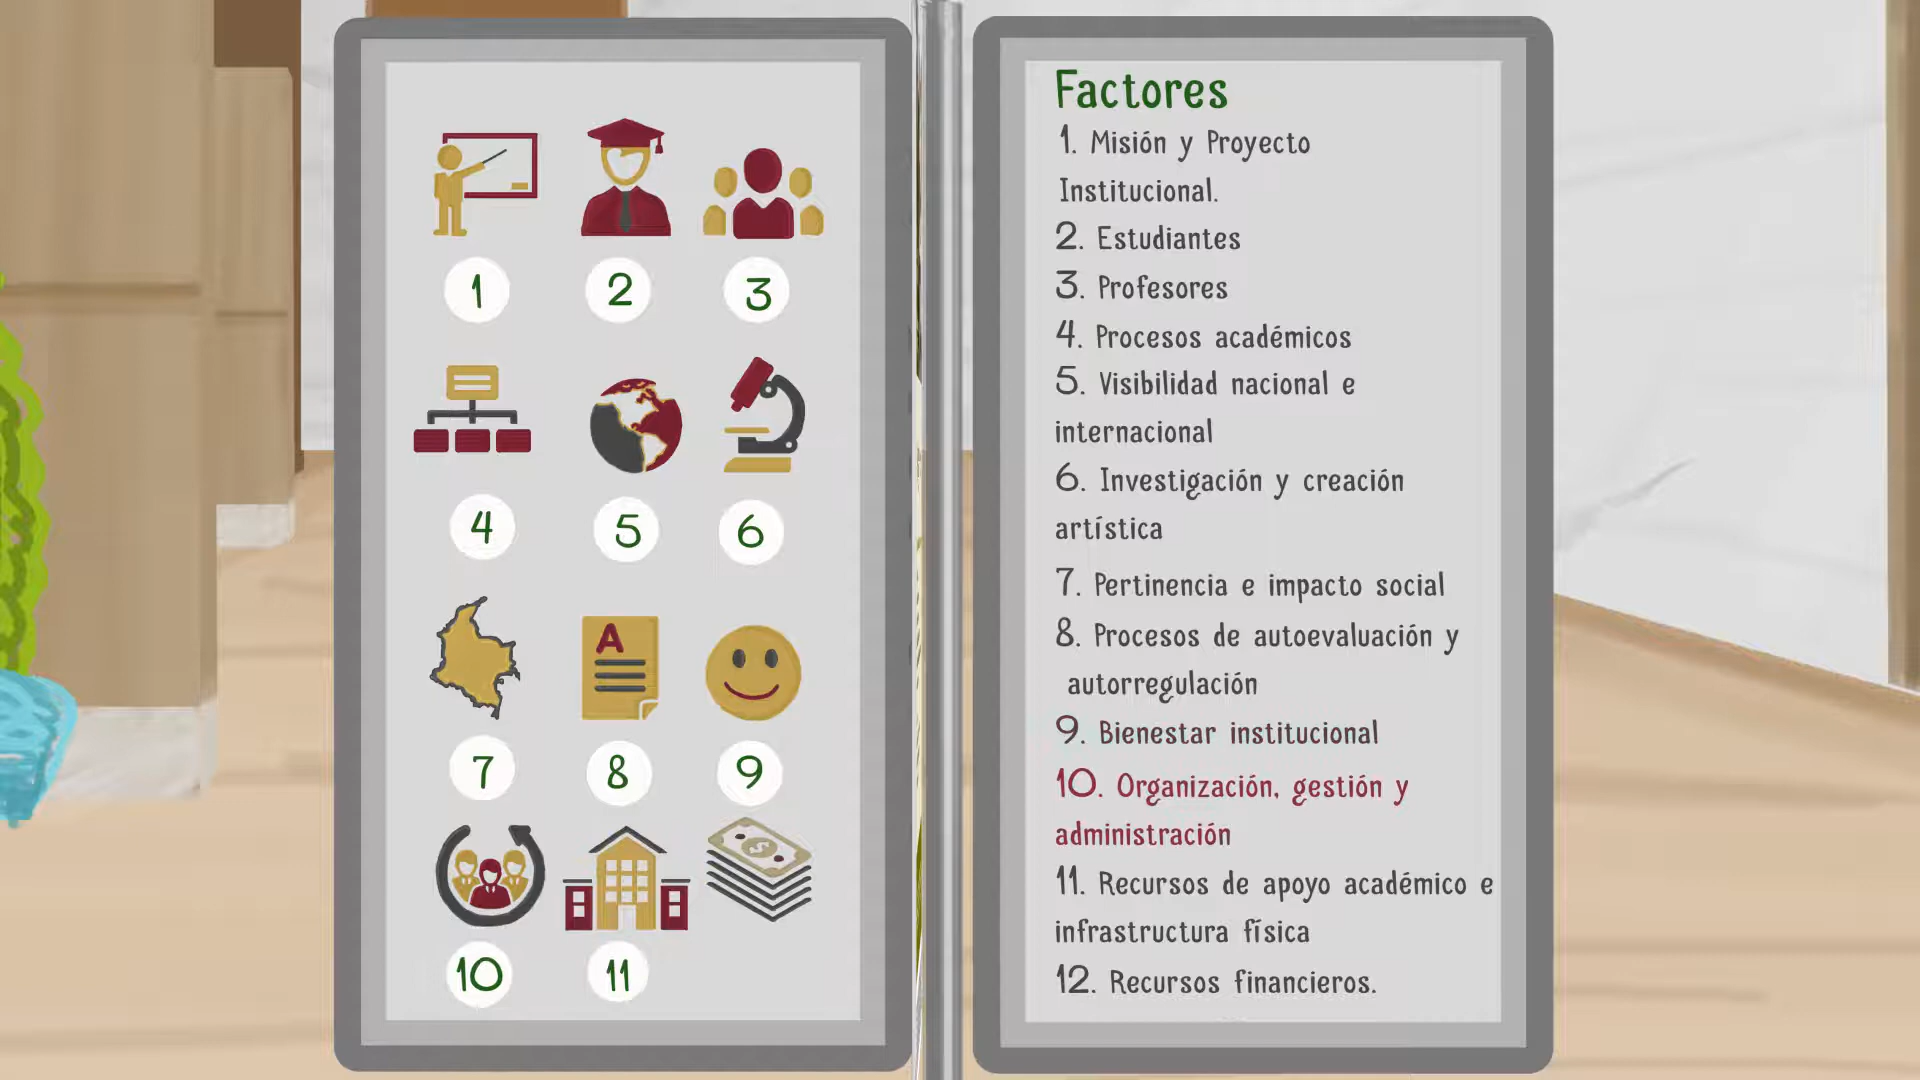 1
2
3
4
5
6
7
A
8
9
10
11
$
Factores
1. Misión y Proyecto
Institucional.
2. Estudiantes
3. Profesores
4. Procesos académicos
5. Visibilidad nacional e
internacional
6. Investigación y creación
artística
7. Pertinencia e impacto social
8. Procesos de autoevaluación y
autorregulación
9. Bienestar institucional
10. Organización, gestión y
administración
11. Recursos de apoyo académico e
infrastructura física
12. Recursos financieros.